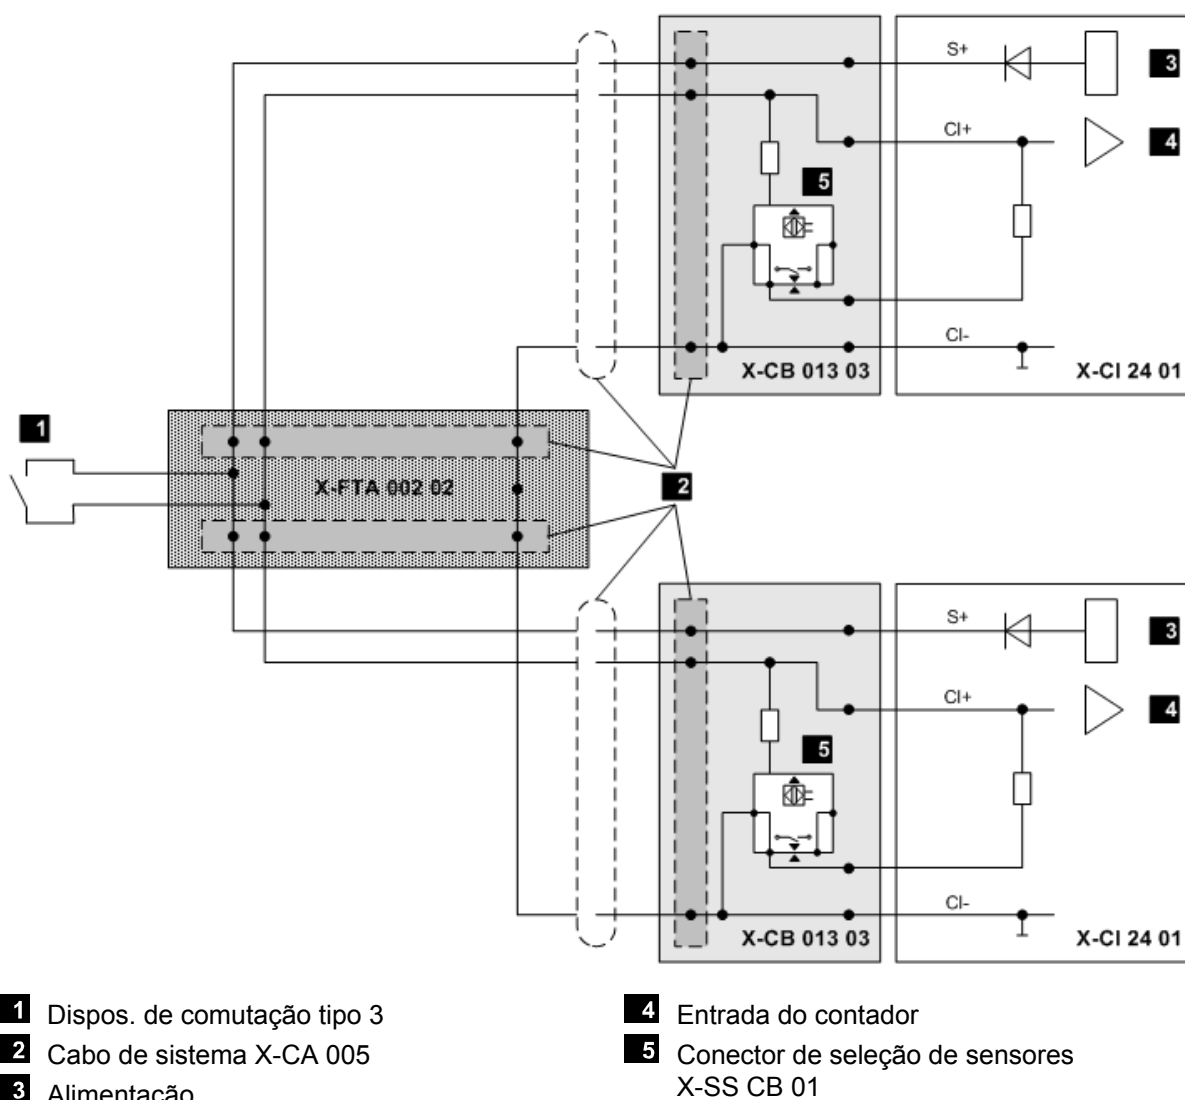 S+
3
CI+
4
5
CI-
X-CB 013 03
X-CI 24 01
1
X-FTA 002 02
2
S+
3
CI+
4
5
CI-
X-CB 013 03
X-CI 24 01
1 Dispos. de comutação tipo 3
2 Cabo de sistema X-CA 005
3 Alimentação
4 Entrada do contador
5 Conector de seleção de sensores
X-SS CB 01